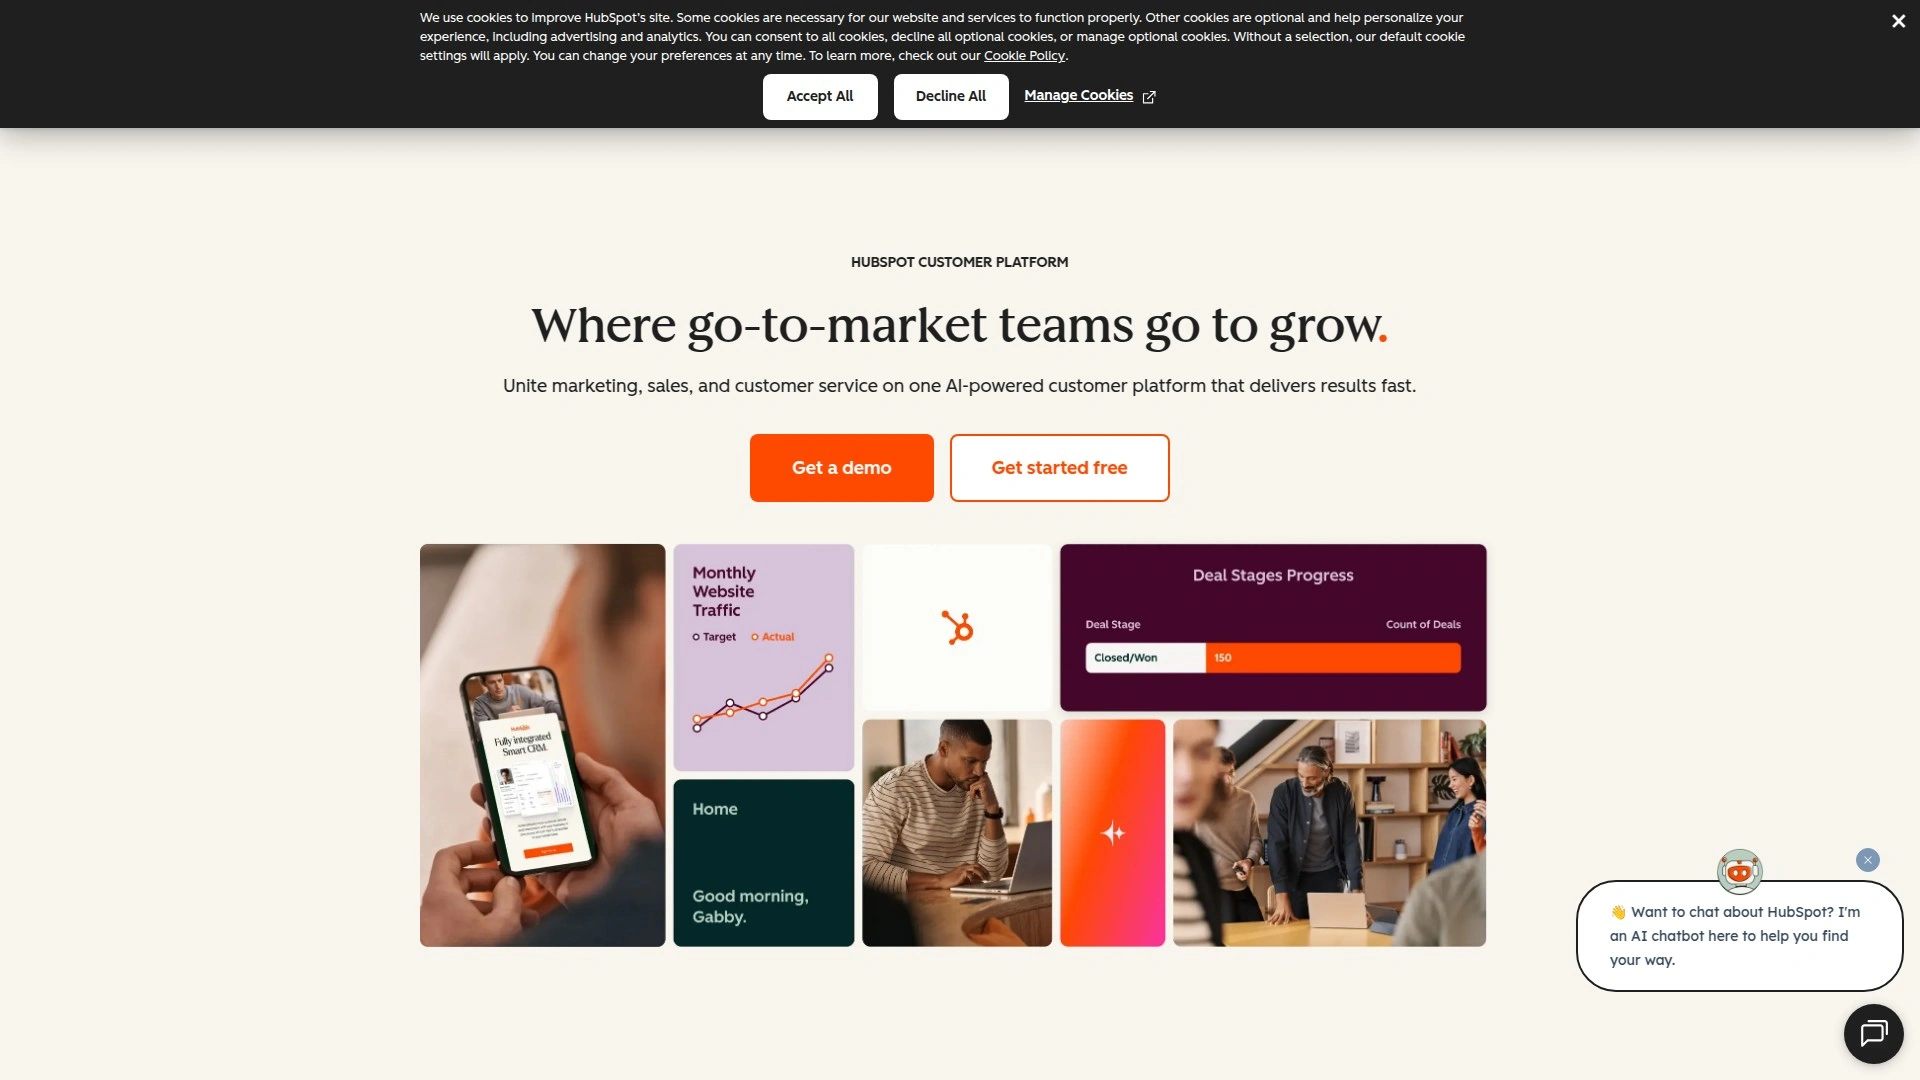 We use cookies to improve HubSpot's site. Some cookies are necessary for our website and services to function properly. Other cookies are optional and help personalize your
experience, including advertising and analytics. You can consent to all cookies, decline all optional cookies, or manage optional cookies. Without a selection, our default cookie
settings will apply. You can change your preferences at any time. To learn more, check out our Cookie Policy.
Accept All
Decline All
Manage Cookies
HUBSPOT CUSTOMER PLATFORM
Where go-to-market teams go to grow.
Unite marketing, sales, and customer service on one AI-powered customer platform that delivers results fast.
Get a demo
Get started free
HubSpot
Fully integrated
Smart CRM.
Monthly
Website
Traffic
Target
Actual
Home
Good morning,
Gabby.
Deal Stages Progress
Deal Stage
Count of Deals
Closed/Won
150
👋 Want to chat about HubSpot? I'm
an AI chatbot here to help you find
your way.